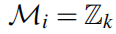 ℳᵢ = ℤₖ